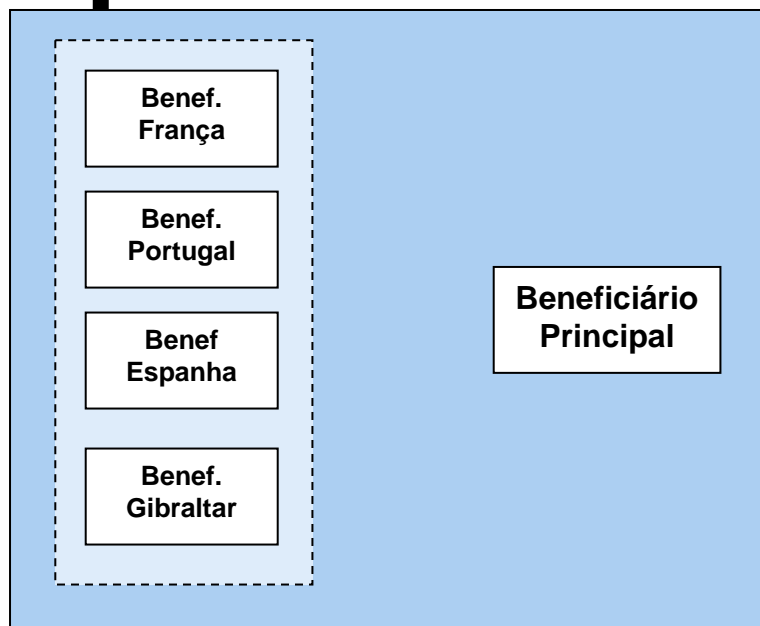 Benef.
França
Benef.
Portugal
Benef
Espanha
Benef.
Gibraltar
Beneficiário
Principal